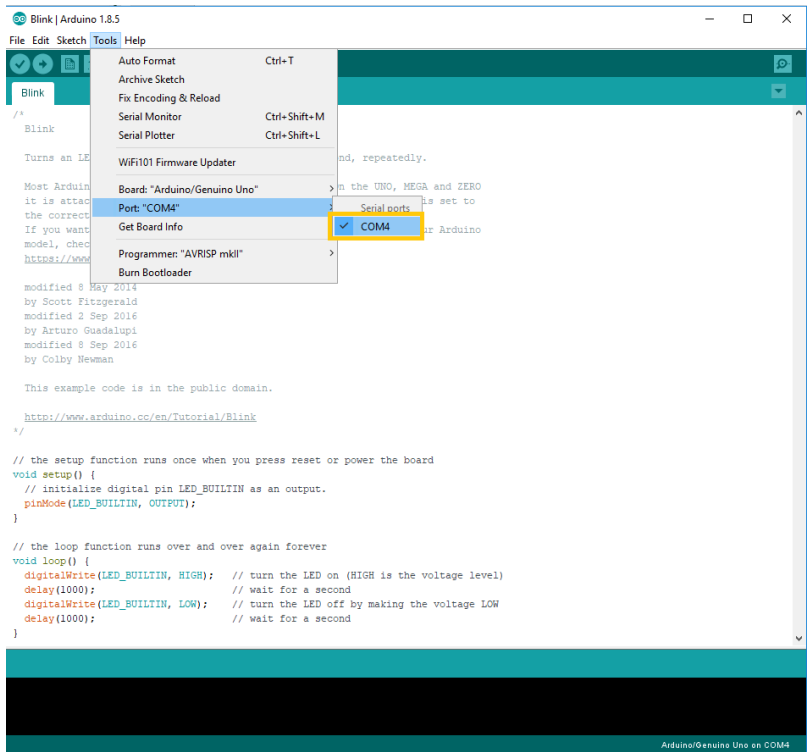 Blink | Arduino 1.8.5
File Edit Sketch Tools Help
Auto Format Ctrl+T
Archive Sketch
Fix Encoding & Reload
Serial Monitor Ctrl+Shift+M
Serial Plotter Ctrl+Shift+L
WiFi101 Firmware Updater
Board: "Arduino/Genuino Uno"
Port: "COM4"
Get Board Info
Programmer: "AVRISP mkII"
Burn Bootloader
Serial ports
COM4
Blink
/*
Blink
Turns an LE nd, repeatedly.
Most Arduin n the UNO, MEGA and ZERO
it is attac is set to
the correct
If you want ur Arduino
model, chec
https://www
modified 8 May 2014
by Scott Fitzgerald
modified 2 Sep 2016
by Arturo Guadalupi
modified 8 Sep 2016
by Colby Newman
This example code is in the public domain.
http://www.arduino.cc/en/Tutorial/Blink
*/
// the setup function runs once when you press reset or power the board
void setup() {
// initialize digital pin LED_BUILTIN as an output.
pinMode(LED_BUILTIN, OUTPUT);
}
// the loop function runs over and over again forever
void loop() {
digitalWrite(LED_BUILTIN, HIGH); // turn the LED on (HIGH is the voltage level)
delay(1000); // wait for a second
digitalWrite(LED_BUILTIN, LOW); // turn the LED off by making the voltage LOW
delay(1000); // wait for a second
}
Arduino/Genuino Uno on COM4